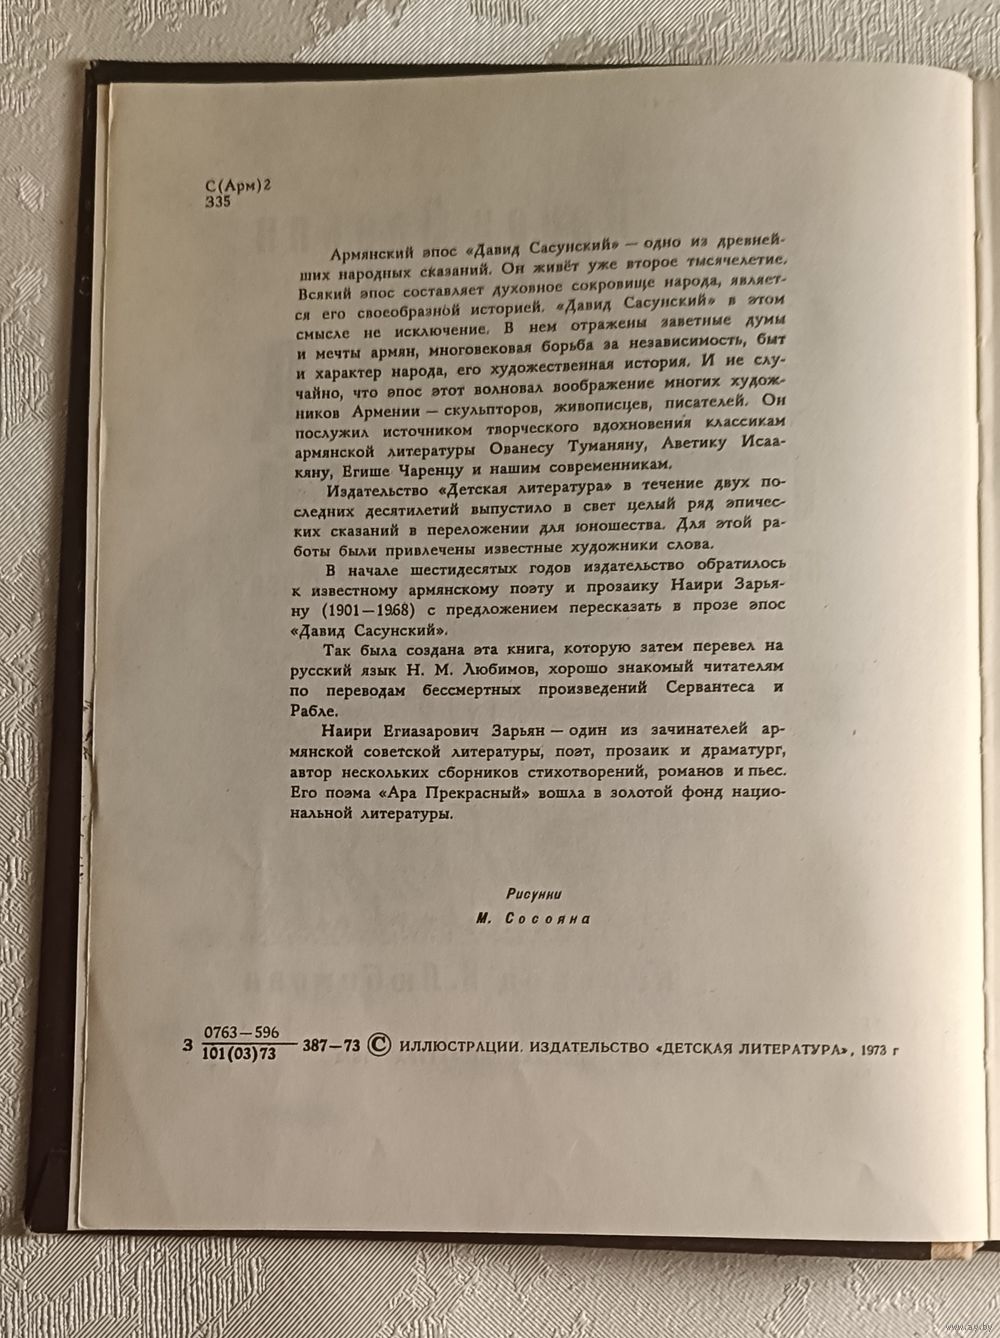 С(Арм)2
З35
Армянский эпос «Давид Сасунский» — одно из древней-
ших народных сказаний. Он живёт уже второе тысячелетие.
Всякий эпос составляет духовное сокровище народа, являет-
ся его своеобразной историей. «Давид Сасунский» в этом
смысле не исключение. В нем отражены заветные думы
и мечты армян, многовековая борьба за независимость, быт
и характер народа, его художественная история. И не слу-
чайно, что эпос этот волновал воображение многих худож-
ников Армении — скульпторов, живописцев, писателей. Он
послужил источником творческого вдохновения классикам
армянской литературы Ованесу Туманяну, Аветику Исаа-
кяну, Егише Чаренцу и нашим современникам.
Издательство «Детская литература» в течение двух по-
следних десятилетий выпустило в свет целый ряд эпичес-
ких сказаний в переложении для юношества. Для этой ра-
боты были привлечены известные художники слова.
В начале шестидесятых годов издательство обратилось
к известному армянскому поэту и прозаику Наири Зарья-
ну (1901—1968) с предложением пересказать в прозе эпос
«Давид Сасунский».
Так была создана эта книга, которую затем перевел на
русский язык Н. М. Любимов, хорошо знакомый читателям
по переводам бессмертных произведений Сервантеса и
Рабле.
Наири Егиазарович Зарьян — один из зачинателей ар-
мянской советской литературы, поэт, прозаик и драматург,
автор нескольких сборников стихотворений, романов и пьес.
Его поэма «Ара Прекрасный» вошла в золотой фонд нацио-
нальной литературы.
Рисунки
М. Сосояна
0763—596
З 101(03)73 387—73 © ИЛЛЮСТРАЦИИ. ИЗДАТЕЛЬСТВО «ДЕТСКАЯ ЛИТЕРАТУРА», 1973 г
www.ay.by